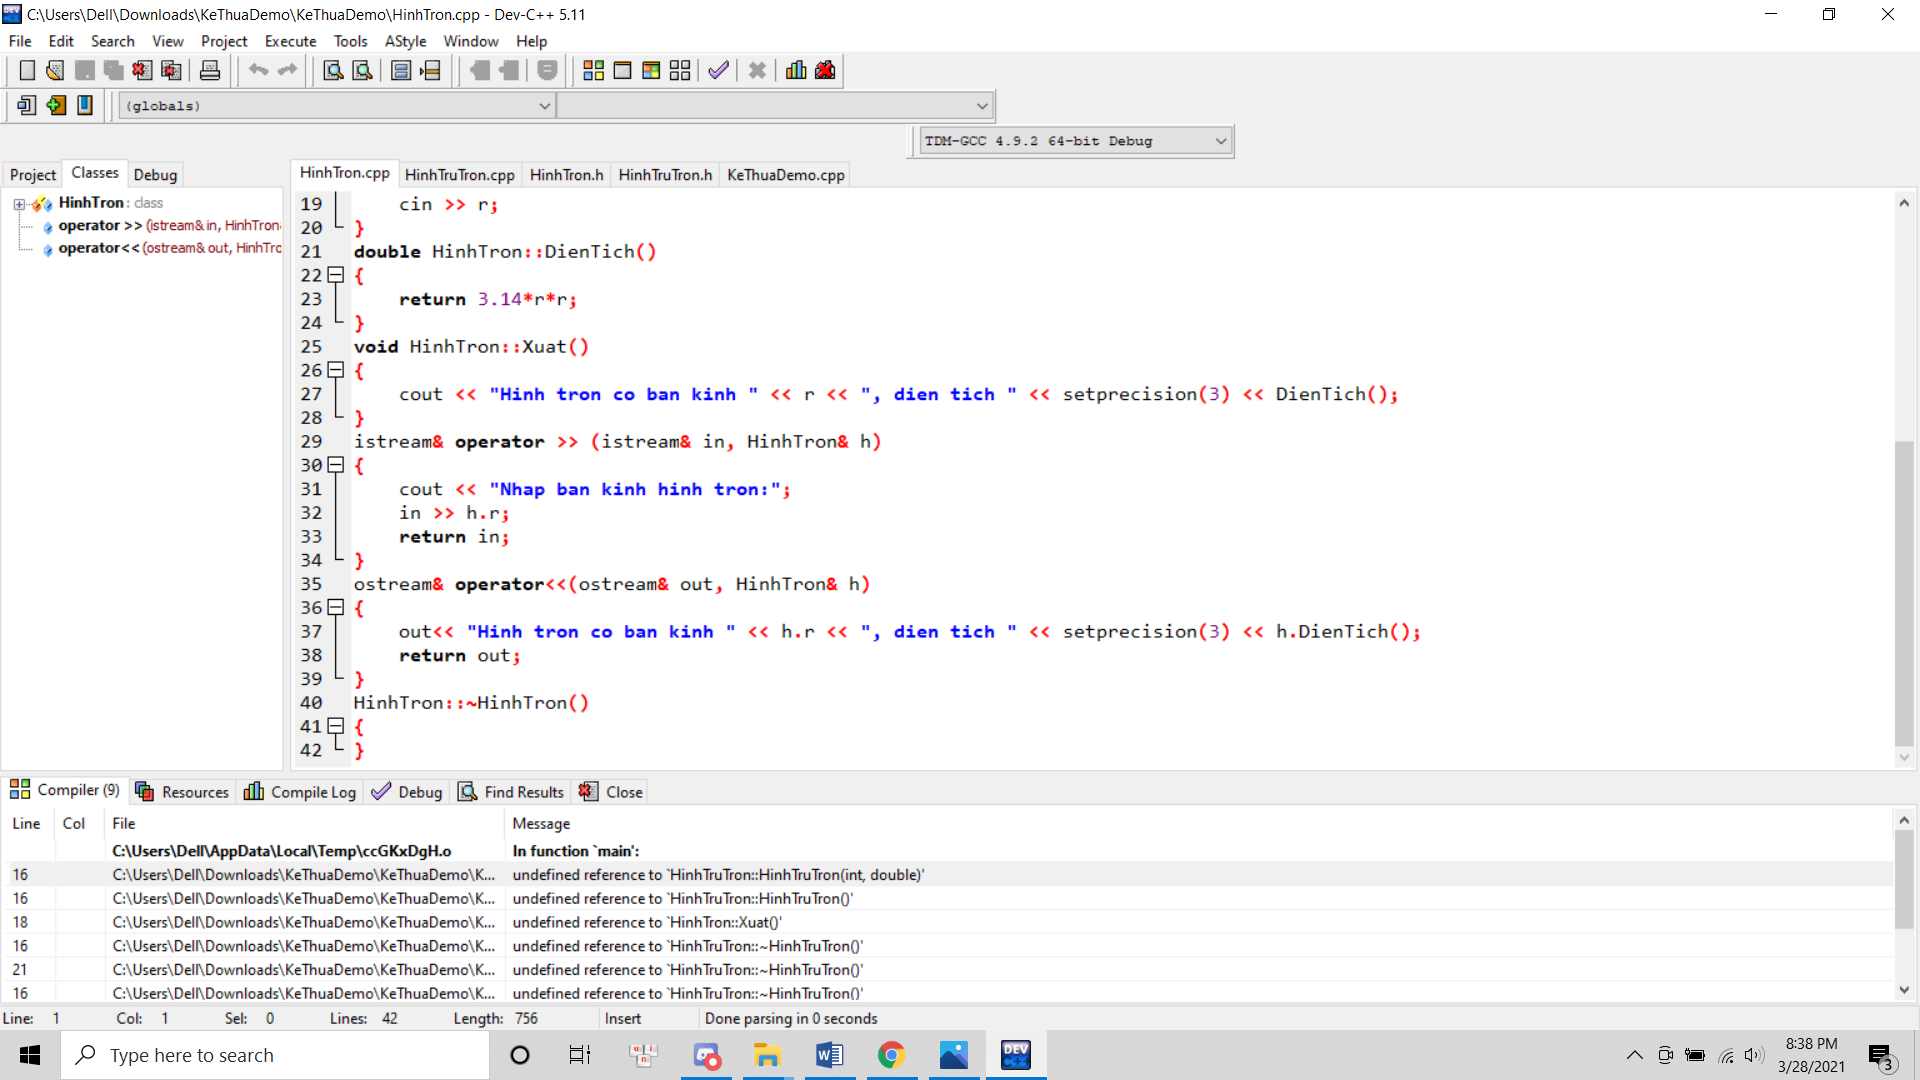 C:\Users\Dell\Downloads\KeThuaDemo\KeThuaDemo\HinhTron.cpp - Dev-C++ 5.11
File Edit Search View Project Execute Tools AStyle Window Help
(globals)
TDM-GCC 4.9.2 64-bit Debug
Project Classes Debug
HinhTron : class
operator >> (istream& in, HinhTron
operator<< (ostream& out, HinhTro
HinhTron.cpp HinhTruTron.cpp HinhTron.h HinhTruTron.h KeThuaDemo.cpp
19 cin >> r;
20 }
21 double HinhTron::DienTich()
22 {
23 return 3.14*r*r;
24 }
25 void HinhTron::Xuat()
26 {
27 cout << "Hinh tron co ban kinh " << r << ", dien tich " << setprecision(3) << DienTich();
28 }
29 istream& operator >> (istream& in, HinhTron& h)
30 {
31 cout << "Nhap ban kinh hinh tron:";
32 in >> h.r;
33 return in;
34 }
35 ostream& operator<<(ostream& out, HinhTron& h)
36 {
37 out<< "Hinh tron co ban kinh " << h.r << ", dien tich " << setprecision(3) << h.DienTich();
38 return out;
39 }
40 HinhTron::~HinhTron()
41 {
42 }
Compiler (9) Resources Compile Log Debug Find Results Close
Line Col File Message
C:\Users\Dell\AppData\Local\Temp\ccGKxDgH.o In function `main':
16 C:\Users\Dell\Downloads\KeThuaDemo\KeThuaDemo\K... undefined reference to `HinhTruTron::HinhTruTron(int, double)'
16 C:\Users\Dell\Downloads\KeThuaDemo\KeThuaDemo\K... undefined reference to `HinhTruTron::HinhTruTron()'
18 C:\Users\Dell\Downloads\KeThuaDemo\KeThuaDemo\K... undefined reference to `HinhTron::Xuat()'
16 C:\Users\Dell\Downloads\KeThuaDemo\KeThuaDemo\K... undefined reference to `HinhTruTron::~HinhTruTron()'
21 C:\Users\Dell\Downloads\KeThuaDemo\KeThuaDemo\K... undefined reference to `HinhTruTron::~HinhTruTron()'
16 C:\Users\Dell\Downloads\KeThuaDemo\KeThuaDemo\K... undefined reference to `HinhTruTron::~HinhTruTron()'
Line: 1 Col: 1 Sel: 0 Lines: 42 Length: 756 Insert Done parsing in 0 seconds
Type here to search
DEV C++
8:38 PM
3/28/2021
3